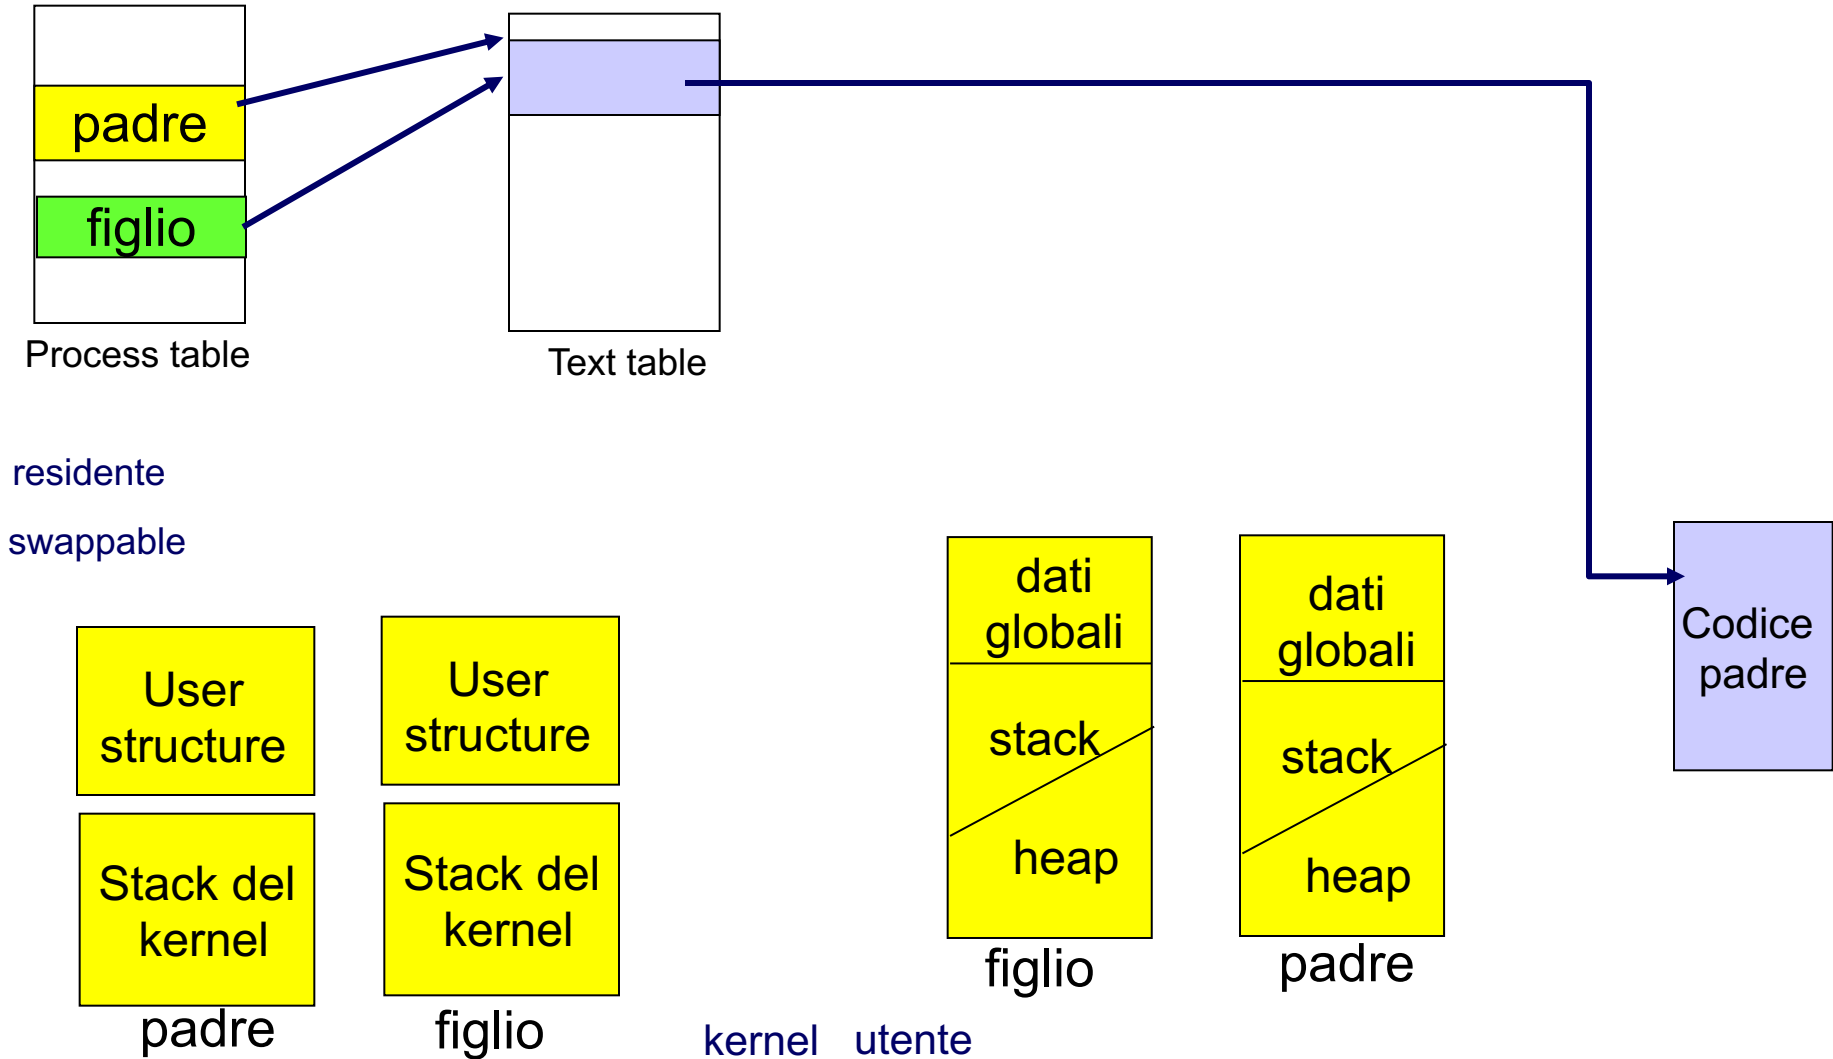 padre
figlio
Process table
Text table
residente
swappable
User
structure
Stack del
kernel
padre
User
structure
Stack del
kernel
figlio
dati
globali
stack
heap
figlio
dati
globali
stack
heap
padre
Codice
padre
kernel utente